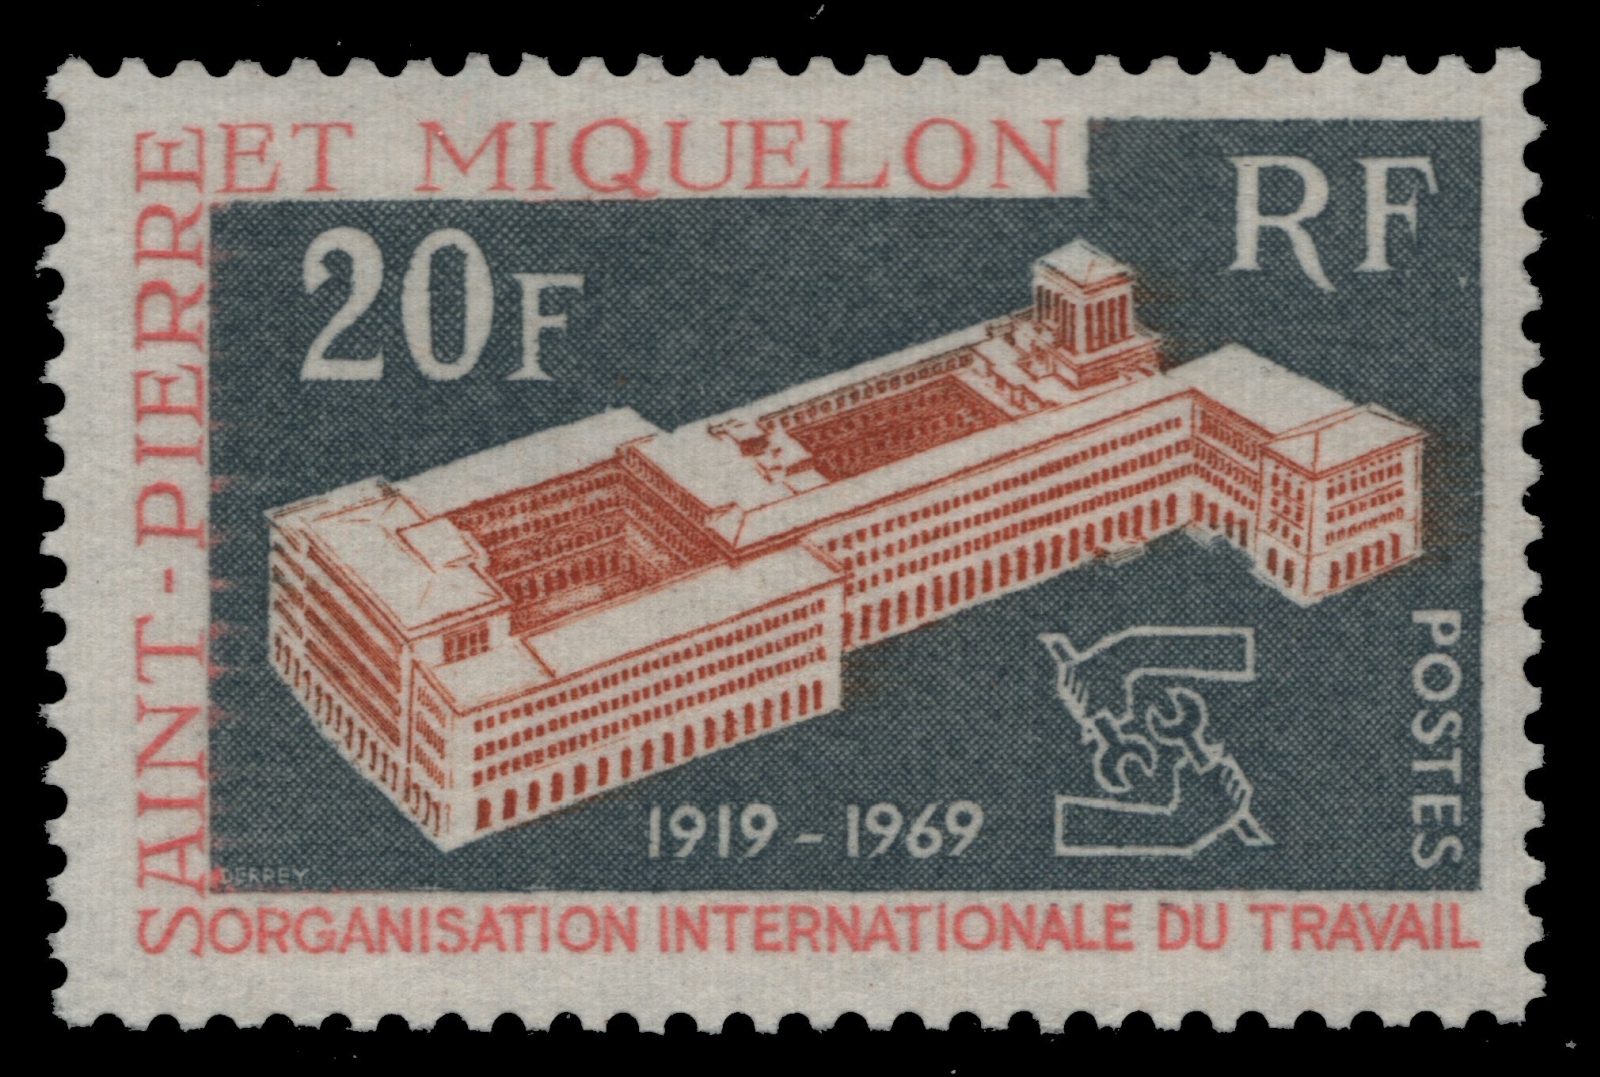 SAINT-PIERRE ET MIQUELON
RF
20F
POSTES
1919-1969
DERREY
ORGANISATION INTERNATIONALE DU TRAVAIL